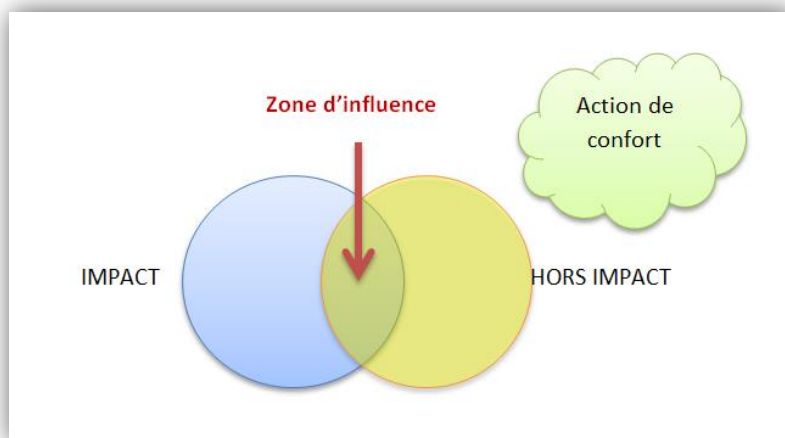 Zone d'influence
Action de
confort
IMPACT
HORS IMPACT